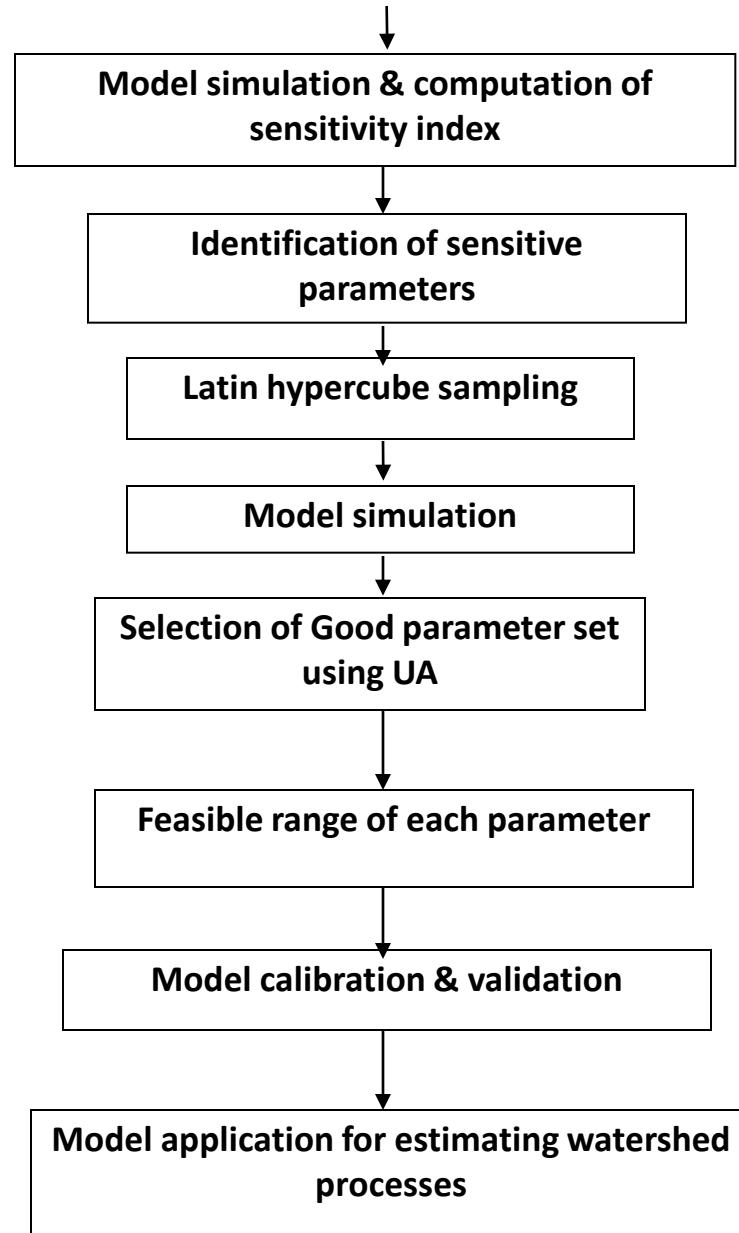 Model simulation & computation of
sensitivity index
Identification of sensitive
parameters
Latin hypercube sampling
Model simulation
Selection of Good parameter set
using UA
Feasible range of each parameter
Model calibration & validation
Model application for estimating watershed
processes